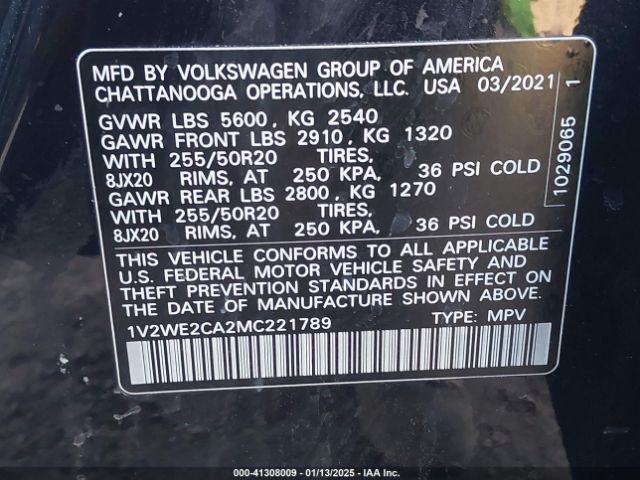 MFD BY VOLKSWAGEN GROUP OF AMERICA
CHATTANOOGA OPERATIONS, LLC. USA 03/2021
GVWR LBS 5600, KG 2540
GAWR FRONT LBS 2910, KG 1320
WITH 255/50R20 TIRES,
8JX20 RIMS, AT 250 KPA, 36 PSI COLD
GAWR REAR LBS 2800, KG 1270
WITH 255/50R20 TIRES,
8JX20 RIMS, AT 250 KPA, 36 PSI COLD
THIS VEHICLE CONFORMS TO ALL APPLICABLE
U.S. FEDERAL MOTOR VEHICLE SAFETY AND
THEFT PREVENTION STANDARDS IN EFFECT ON
THE DATE OF MANUFACTURE SHOWN ABOVE.
1V2WE2CA2MC221789 TYPE: MPV
1029065 1
000-41308009 — 01/13/2025 — IAA Inc.